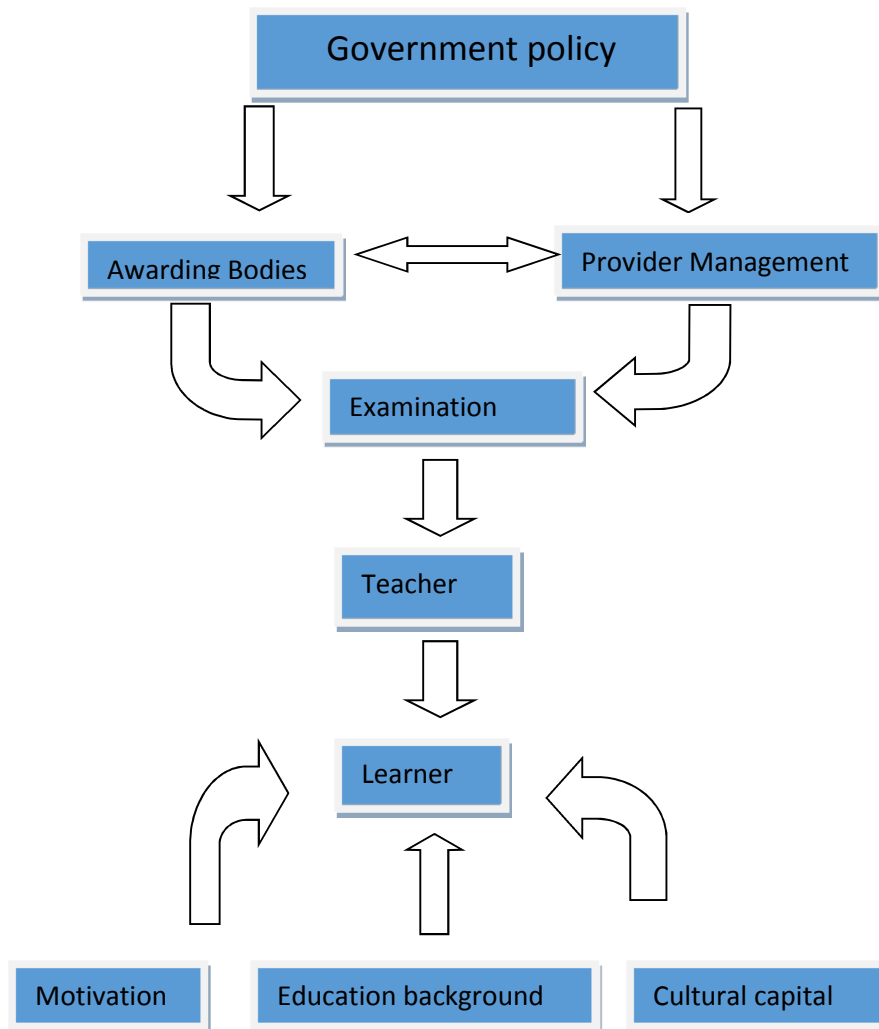 Government policy
Awarding Bodies
Provider Management
Examination
Teacher
Learner
Motivation
Education background
Cultural capital